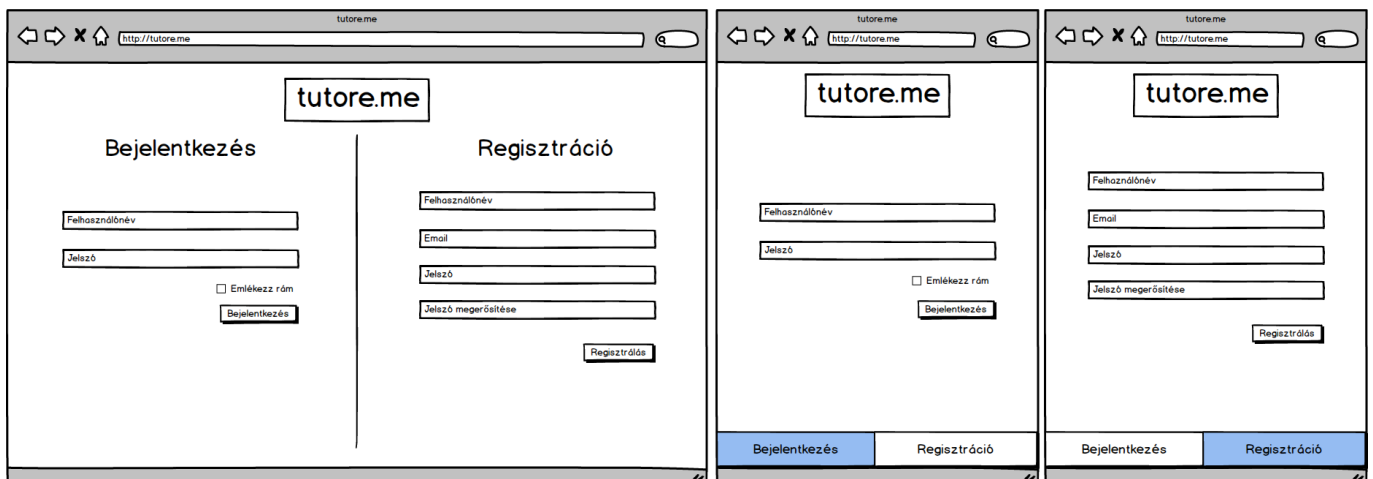 tutore.me
http://tutore.me
tutore.me
Bejelentkezés
Felhasználónév
Jelszó
Emlékezz rám
Bejelentkezés
Regisztráció
Felhasználónév
Email
Jelszó
Jelszó megerősítése
Regisztrálás
tutore.me
http://tutore.me
tutore.me
Felhasználónév
Jelszó
Emlékezz rám
Bejelentkezés
Bejelentkezés
Regisztráció
tutore.me
http://tutore.me
tutore.me
Felhaználónév
Email
Jelszó
Jelszó megerősítése
Regisztrálás
Bejelentkezés
Regisztráció